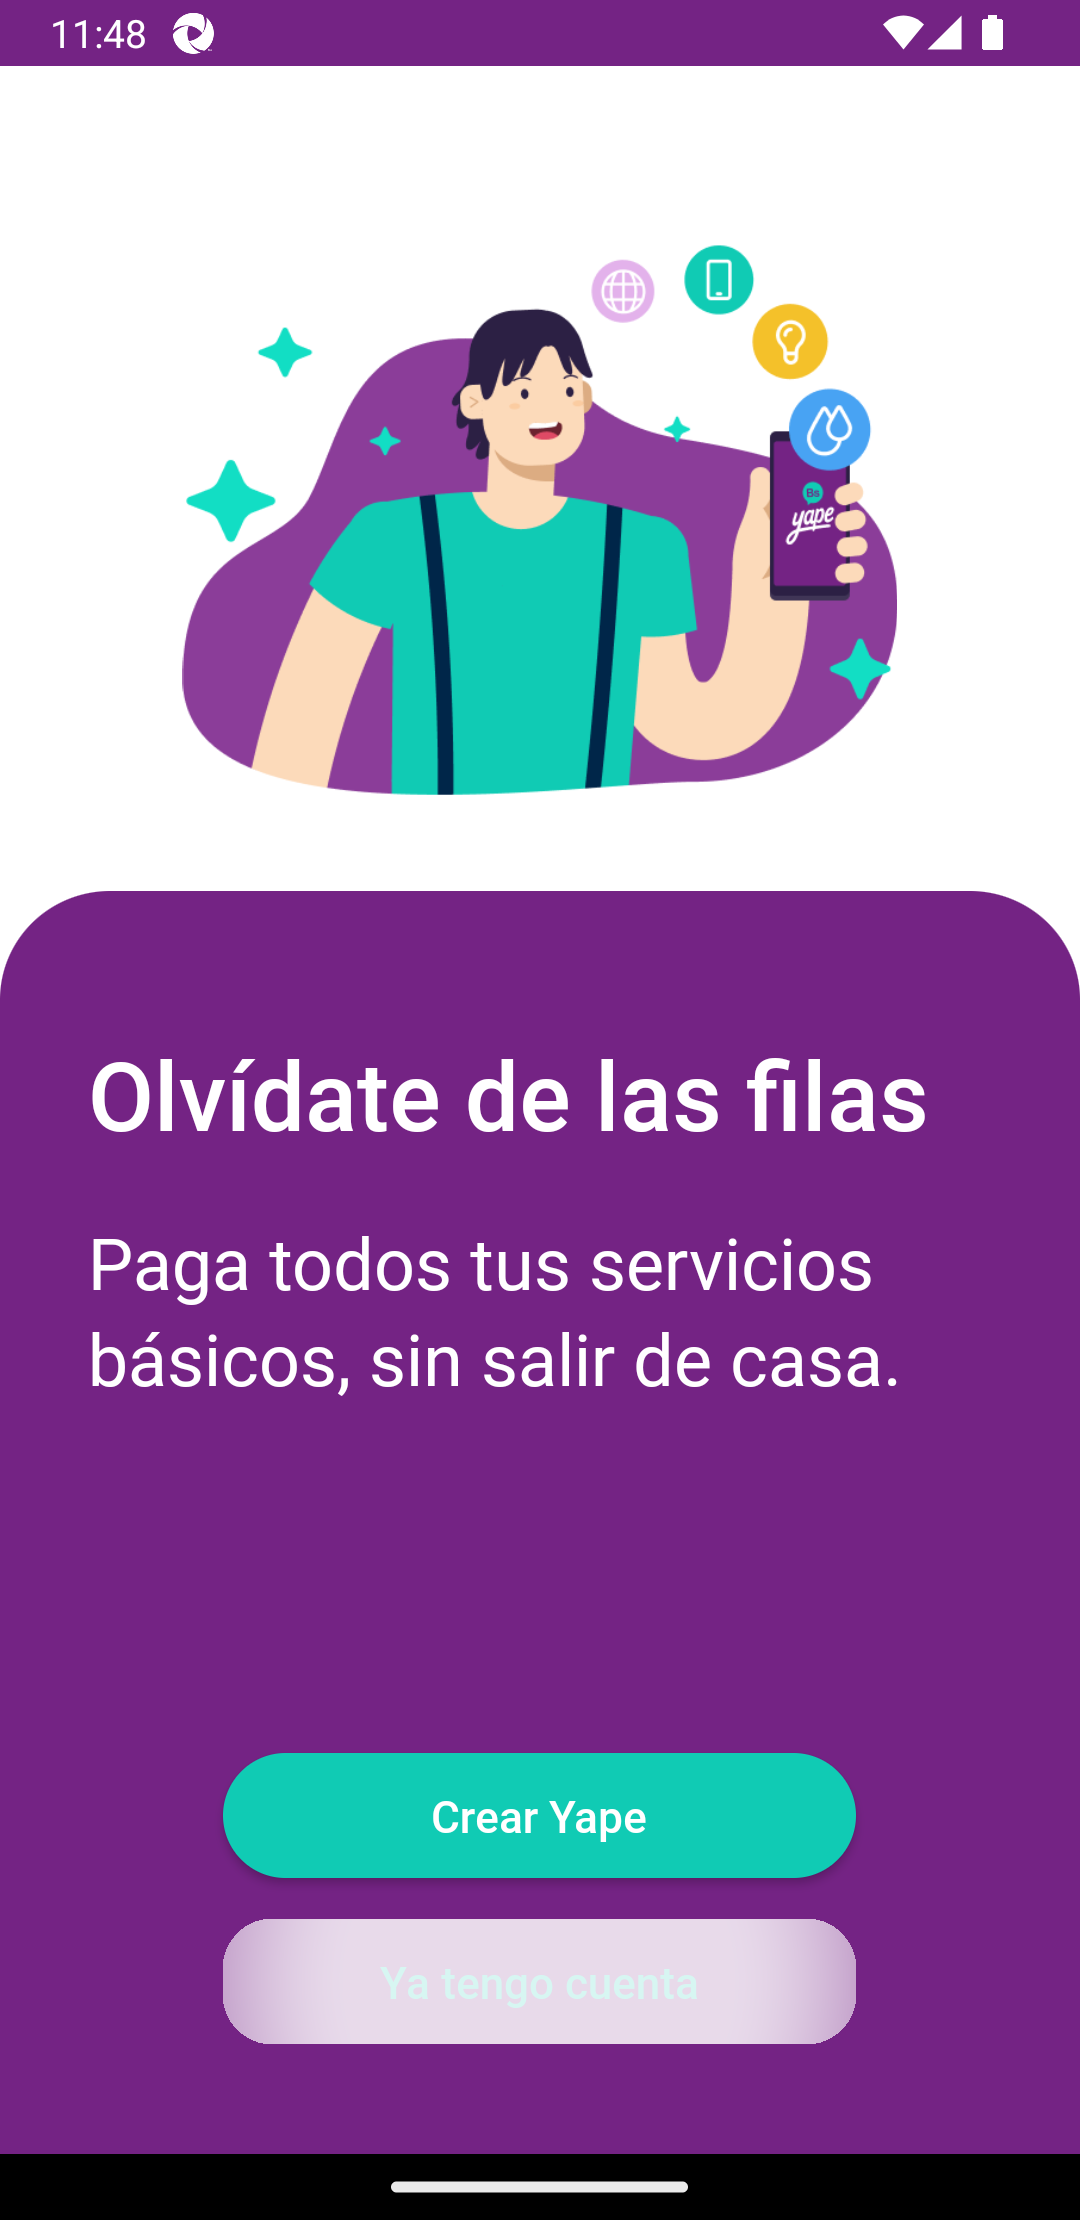 11:48
Bs
yape
Olvídate de las filas
Paga todos tus servicios
básicos, sin salir de casa.
Crear Yape
Ya tengo cuenta